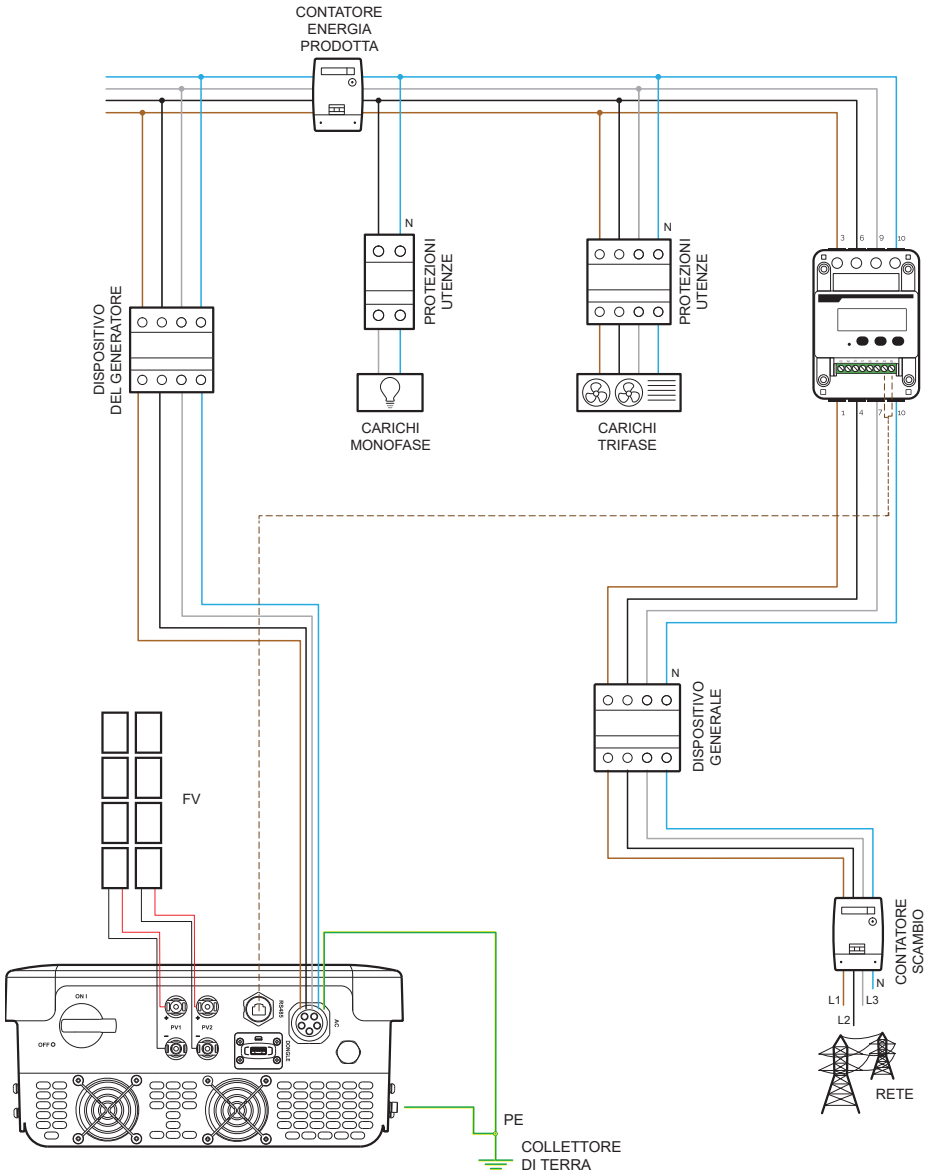 CONTATORE
ENERGIA
PRODOTTA
N
N
3 6 9 10
DISPOSITIVO
DEL GENERATORE
PROTEZIONI
UTENZE
PROTEZIONI
UTENZE
CARICHI
MONOFASE
CARICHI
TRIFASE
1 4 7 10
N
DISPOSITIVO
GENERALE
FV
CONTATORE
SCAMBIO
N
L1 L3
L2
RETE
ON I
OFF O
+ +
PV1 PV2
- -
RS485
DONGLE
AC
PE
COLLETTORE
DI TERRA